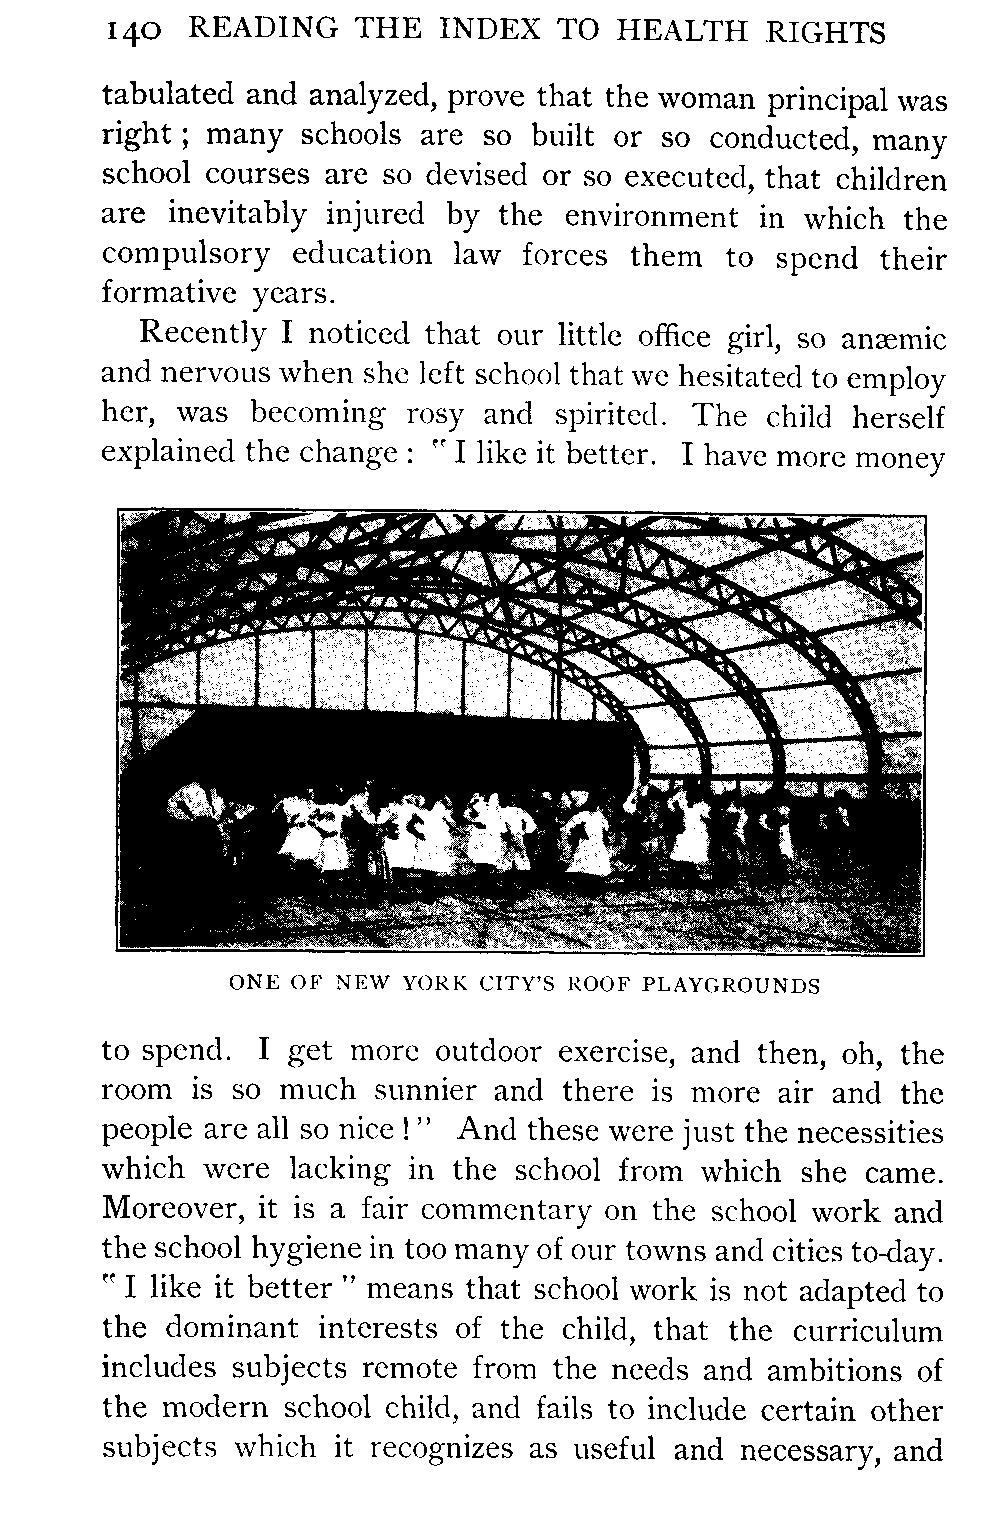 140 READING THE INDEX TO HEALTH RIGHTS
tabulated and analyzed, prove that the woman principal was
right ; many schools are so built or so conducted, many
school courses are so devised or so executed, that children
are inevitably injured by the environment in which the
compulsory education law forces them to spend their
formative years.
Recently I noticed that our little office girl, so anæmic
and nervous when she left school that we hesitated to employ
her, was becoming rosy and spirited. The child herself
explained the change : " I like it better. I have more money
ONE OF NEW YORK CITY'S ROOF PLAYGROUNDS
to spend. I get more outdoor exercise, and then, oh, the
room is so much sunnier and there is more air and the
people are all so nice ! " And these were just the necessities
which were lacking in the school from which she came.
Moreover, it is a fair commentary on the school work and
the school hygiene in too many of our towns and cities to-day.
" I like it better " means that school work is not adapted to
the dominant interests of the child, that the curriculum
includes subjects remote from the needs and ambitions of
the modern school child, and fails to include certain other
subjects which it recognizes as useful and necessary, and